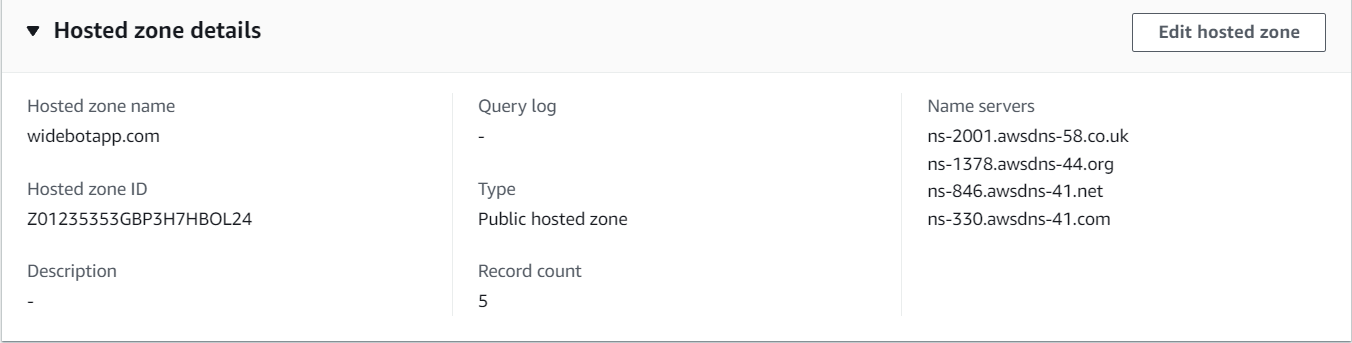 Hosted zone details
Edit hosted zone
Hosted zone name
widebotapp.com
Hosted zone ID
Z01235353GBP3H7HBOL24
Description
-
Query log
-
Type
Public hosted zone
Record count
5
Name servers
ns-2001.awsdns-58.co.uk
ns-1378.awsdns-44.org
ns-846.awsdns-41.net
ns-330.awsdns-41.com